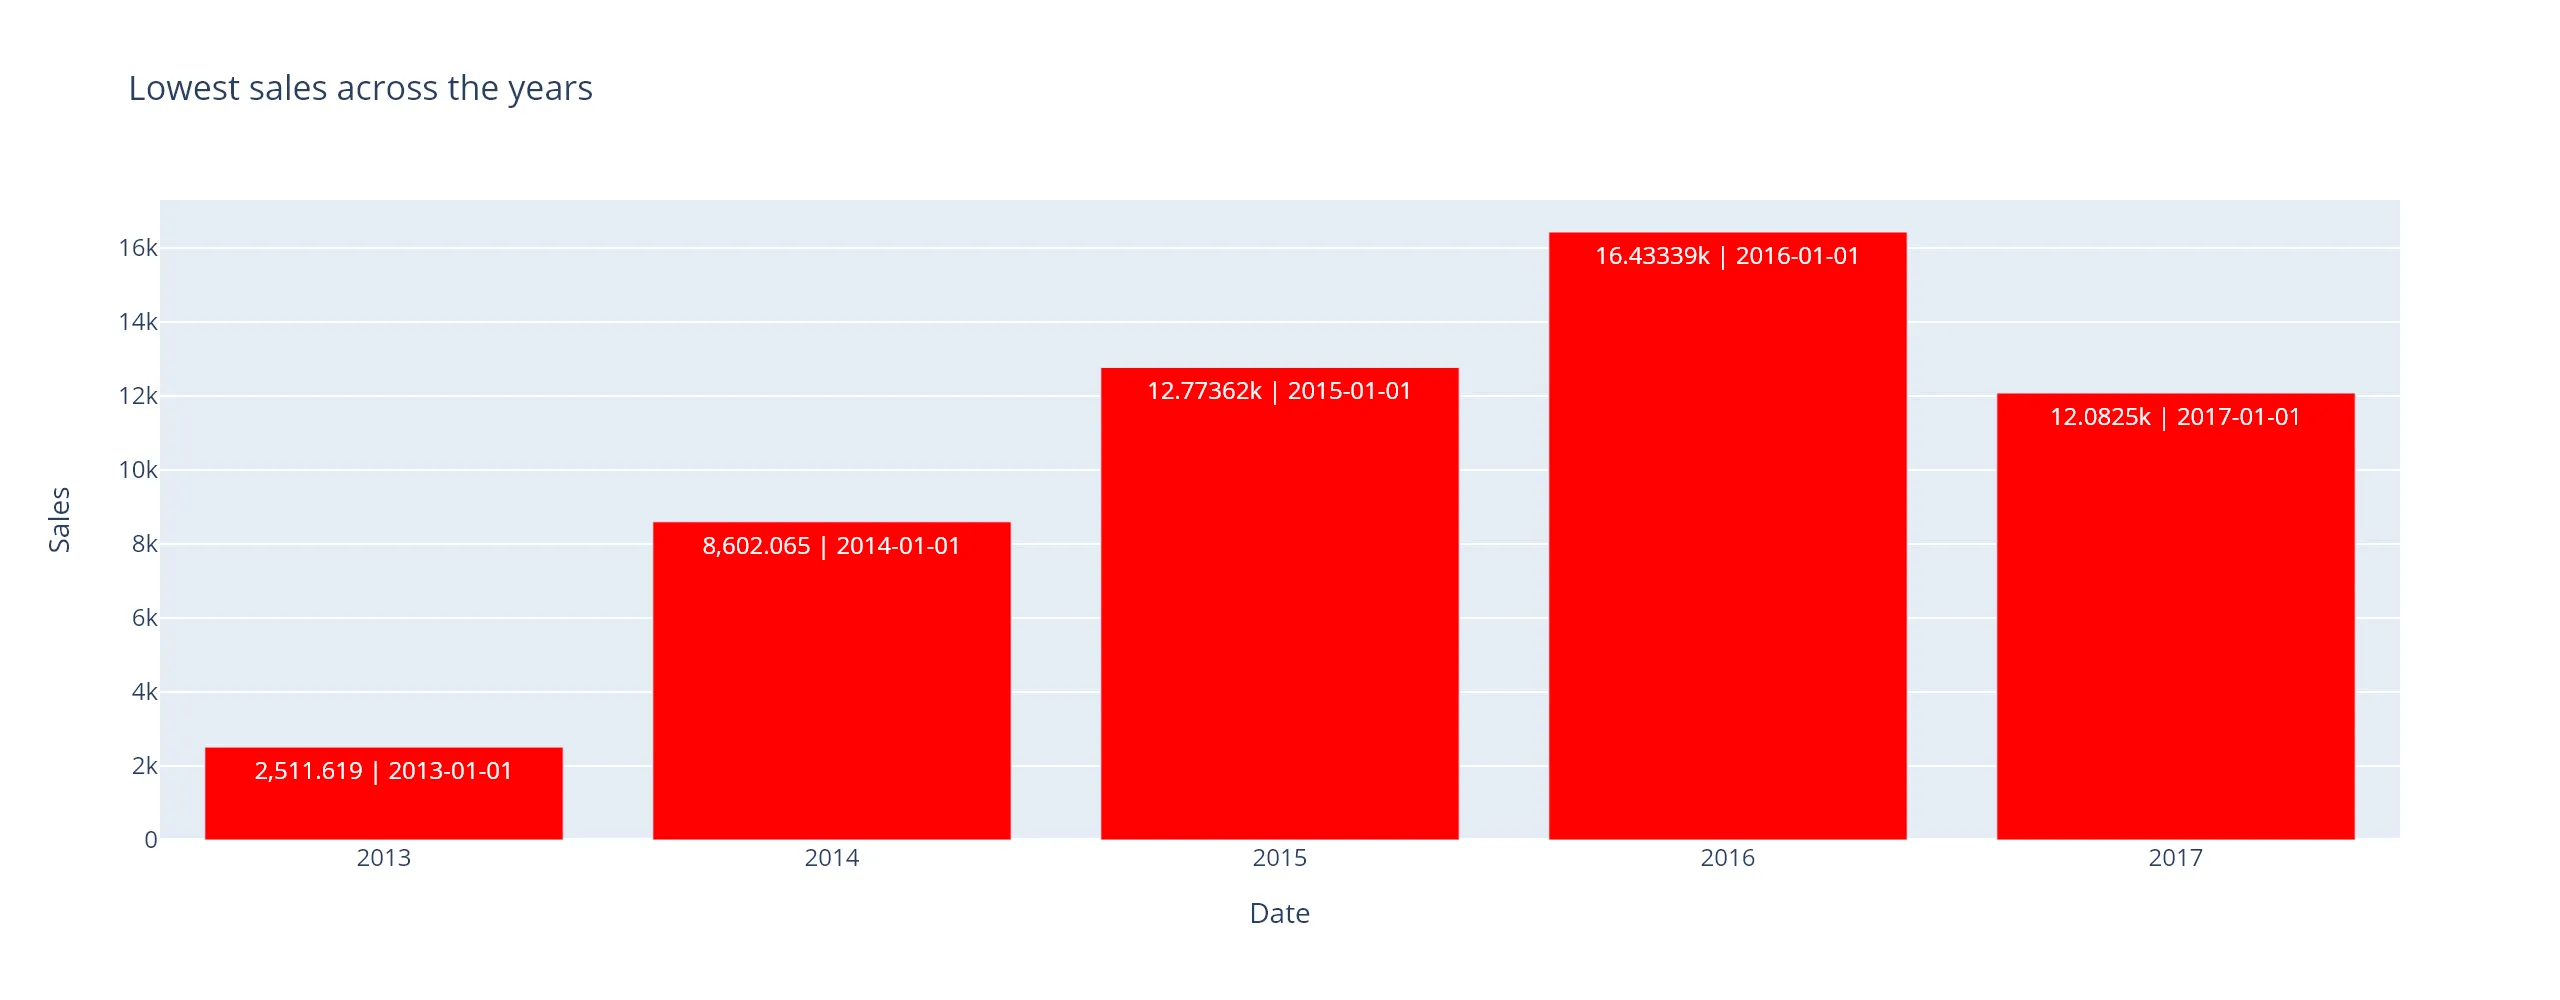 Lowest sales across the years
16k
14k
12k
10k
8k
6k
4k
2k
0
Sales
2,511.619 | 2013-01-01
8,602.065 | 2014-01-01
12.77362k | 2015-01-01
16.43339k | 2016-01-01
12.0825k | 2017-01-01
2013
2014
2015
2016
2017
Date